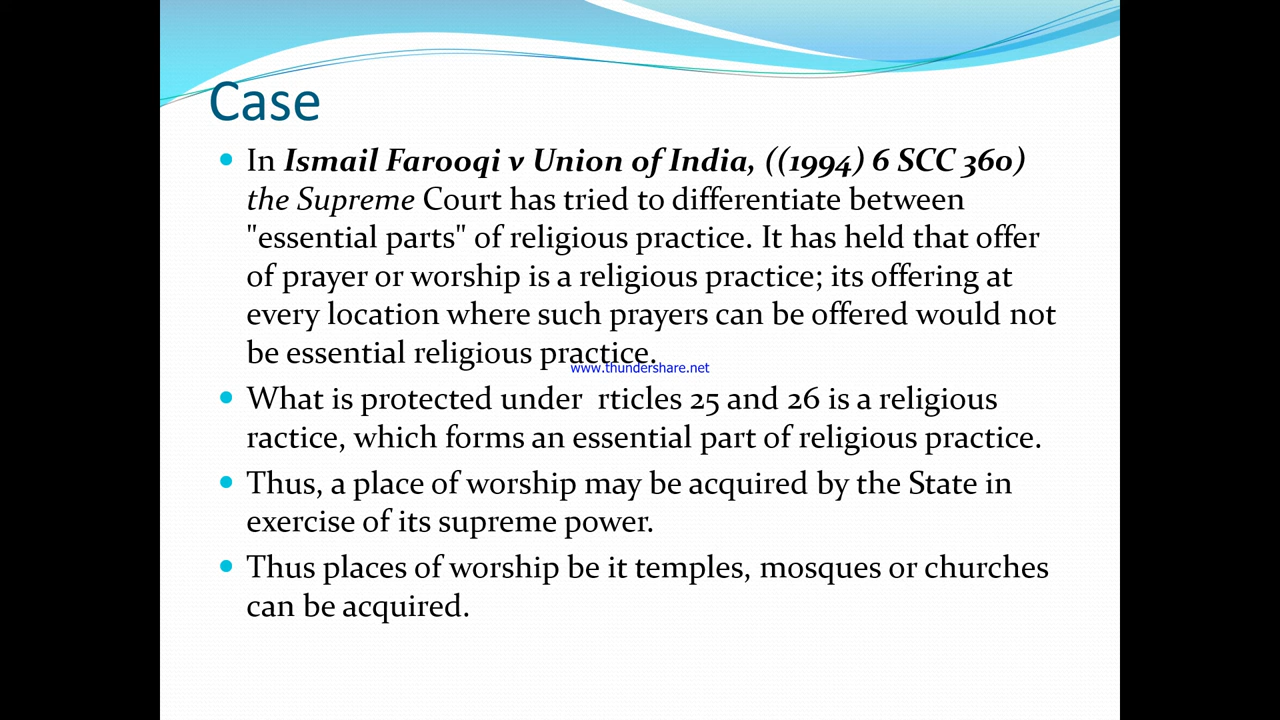 Case
In Ismail Farooqi v Union of India, ((1994) 6 SCC 360)
the Supreme Court has tried to differentiate between
"essential parts" of religious practice. It has held that offer
of prayer or worship is a religious practice; its offering at
every location where such prayers can be offered would not
be essential religious practice.
www.thundershare.net
What is protected under rticles 25 and 26 is a religious
ractice, which forms an essential part of religious practice.
Thus, a place of worship may be acquired by the State in
exercise of its supreme power.
Thus places of worship be it temples, mosques or churches
can be acquired.